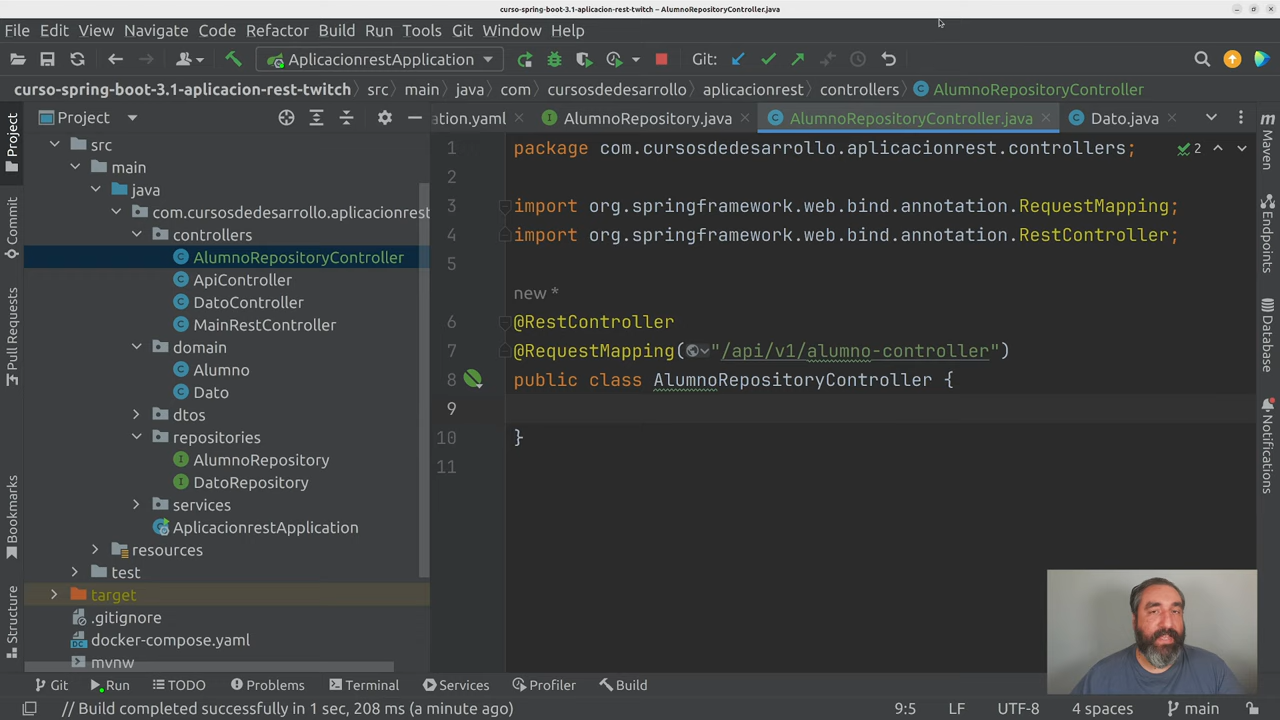 curso-spring-boot-3.1-aplicacion-rest-twitch – AlumnoRepositoryController.java
File Edit View Navigate Code Refactor Build Run Tools Git Window Help
AplicacionrestApplication Git:
curso-spring-boot-3.1-aplicacion-rest-twitch src main java com cursosdedesarrollo aplicacionrest controllers AlumnoRepositoryController
Project
ation.yaml AlumnoRepository.java AlumnoRepositoryController.java Dato.java
src
main
java
com.cursosdedesarrollo.aplicacionrest
controllers
AlumnoRepositoryController
ApiController
DatoController
MainRestController
domain
Alumno
Dato
dtos
repositories
AlumnoRepository
DatoRepository
services
AplicacionrestApplication
resources
test
target
.gitignore
docker-compose.yaml
mvnw
1 package com.cursosdedesarrollo.aplicacionrest.controllers; 2
2
3 import org.springframework.web.bind.annotation.RequestMapping;
4 import org.springframework.web.bind.annotation.RestController;
5
new *
6 @RestController
7 @RequestMapping("/api/v1/alumno-controller")
8 public class AlumnoRepositoryController {
9
10 }
11
Project
Commit
Pull Requests
Bookmarks
Structure
Maven
Endpoints
Database
Notifications
Git Run TODO Problems Terminal Services Profiler Build
// Build completed successfully in 1 sec, 208 ms (a minute ago) 9:5 LF UTF-8 4 spaces main